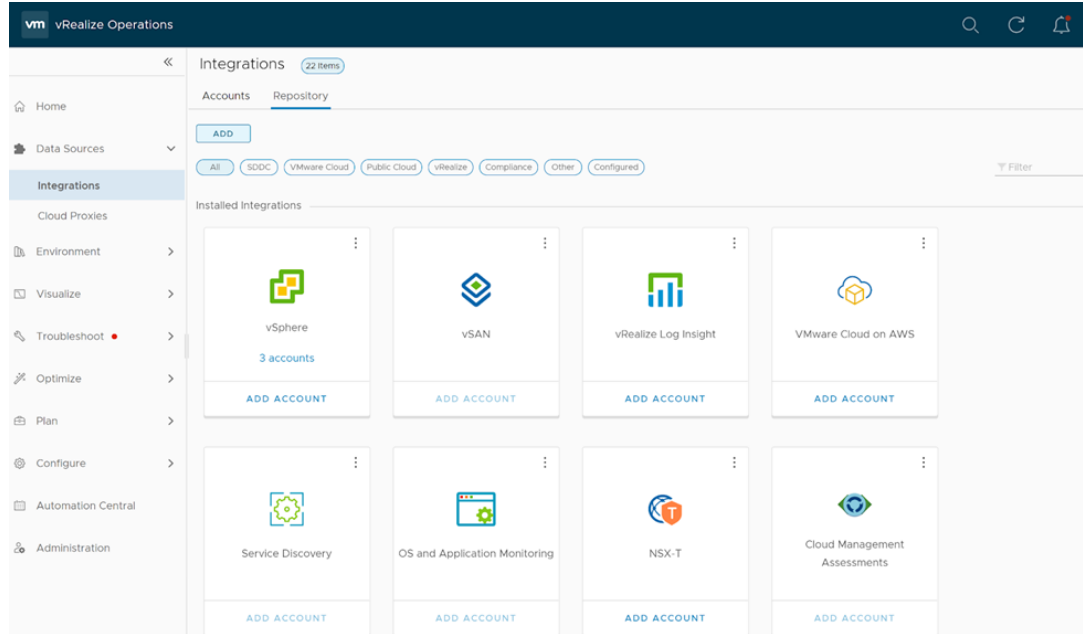 vm vRealize Operations
Integrations 22 Items
Accounts Repository
Home
ADD
Data Sources
All SDDC VMware Cloud Public Cloud vRealize Compliance Other Configured
Filter
Integrations
Installed Integrations
Cloud Proxies
Environment
Visualize
Troubleshoot
Optimize
Plan
Configure
Automation Central
Administration
vSphere
3 accounts
ADD ACCOUNT
vSAN
ADD ACCOUNT
vRealize Log Insight
ADD ACCOUNT
VMware Cloud on AWS
ADD ACCOUNT
Service Discovery
ADD ACCOUNT
OS and Application Monitoring
ADD ACCOUNT
T
NSX-T
ADD ACCOUNT
Cloud Management
Assessments
ADD ACCOUNT